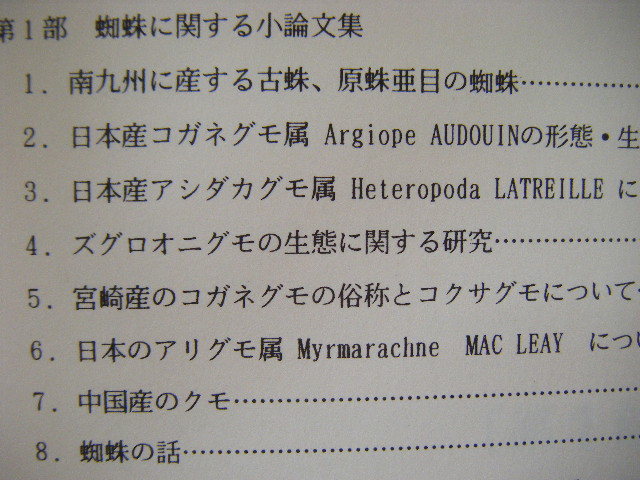 第1部 蜘蛛に関する小論文集
1. 南九州に産する古蛛、原蛛亜目の蜘蛛……………
2. 日本産コガネグモ属 Argiope AUDOUINの形態・生
3. 日本産アシダカグモ属 Heteropoda LATREILLE に
4. ズグロオニグモの生態に関する研究……………
5. 宮崎産のコガネグモの俗称とコクサグモについて…
6. 日本のアリグモ属 Myrmarachne MAC LEAY につ
7. 中国産のクモ……………………………………
8. 蜘蛛の話…………………………………………